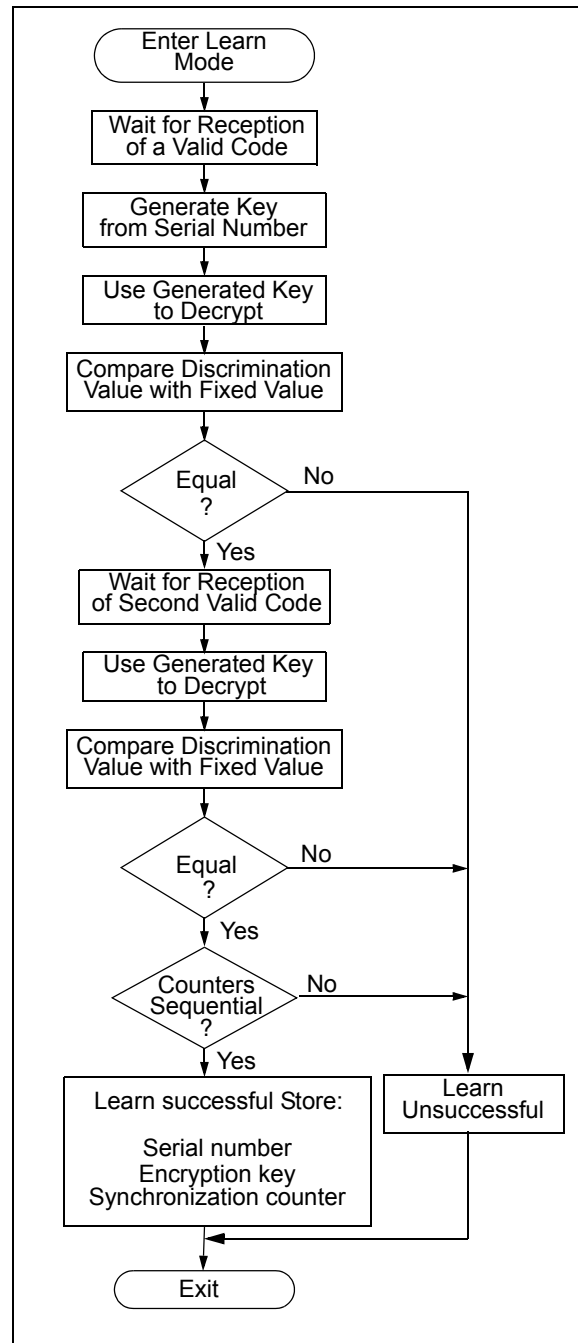 Enter Learn
Mode
Wait for Reception
of a Valid Code
Generate Key
from Serial Number
Use Generated Key
to Decrypt
Compare Discrimination
Value with Fixed Value
Equal
?
No
Yes
Wait for Reception
of Second Valid Code
Use Generated Key
to Decrypt
Compare Discrimination
Value with Fixed Value
Equal
?
No
Yes
Counters
Sequential
?
No
Yes
Learn successful Store:
Serial number
Encryption key
Synchronization counter
Learn
Unsuccessful
Exit